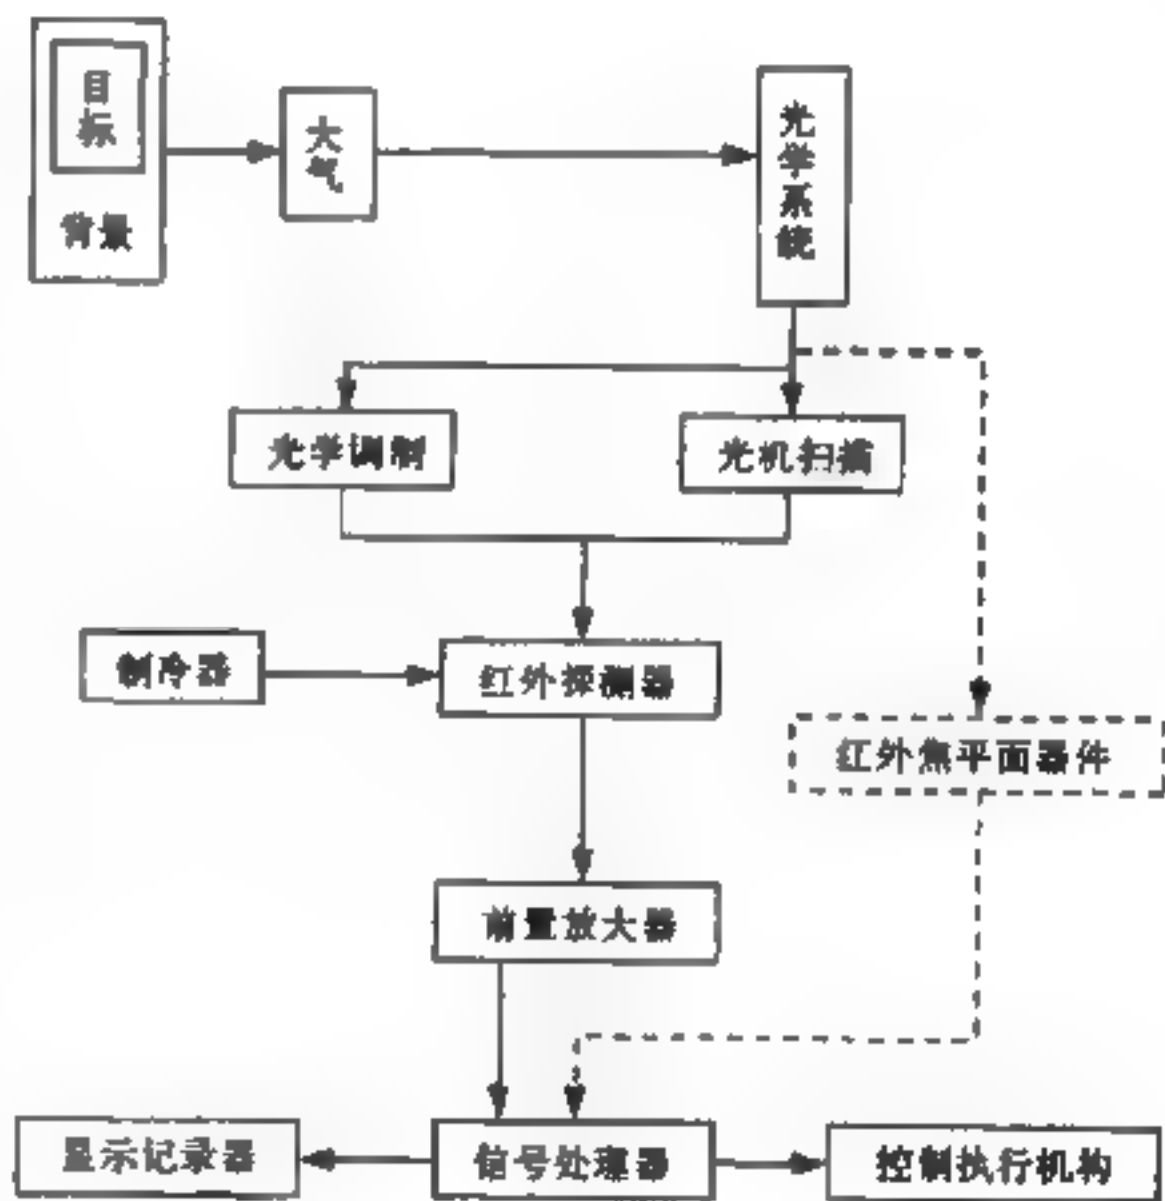 目标
背景
大气
光学系统
光学调制
光机扫描
制冷器
红外探测器
红外焦平面器件
前置放大器
显示记录器
信号处理器
控制执行机构